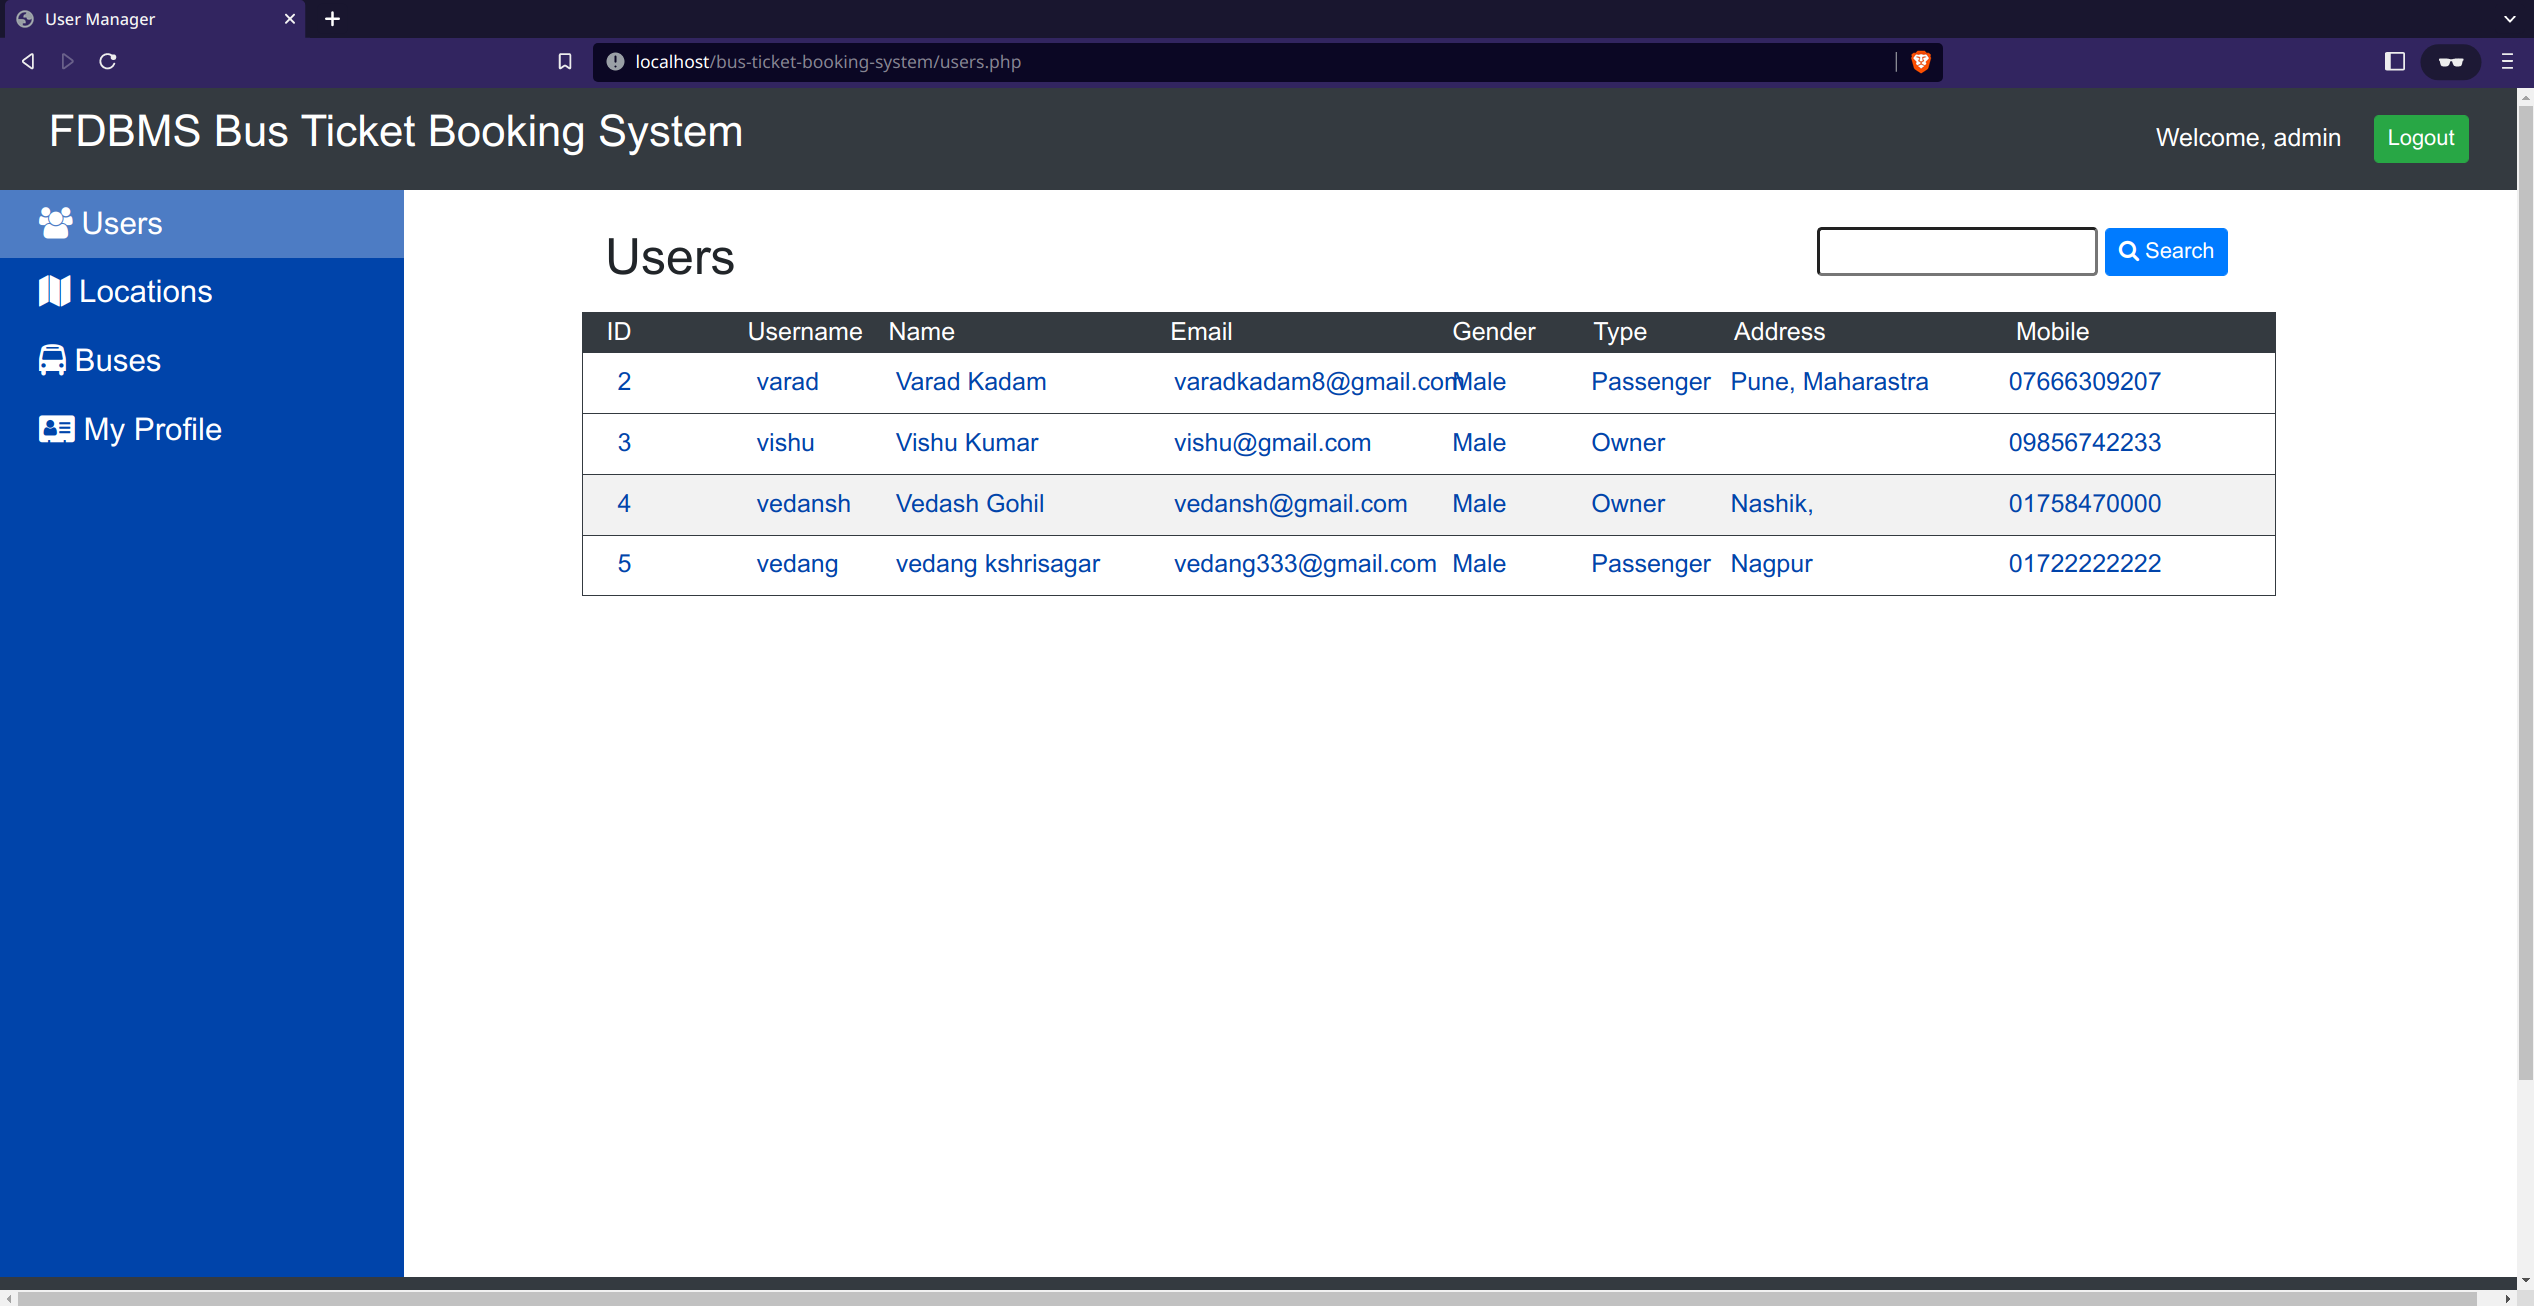 User Manager
localhost/bus-ticket-booking-system/users.php
FDBMS Bus Ticket Booking System
Welcome, admin
Logout
Users
Locations
Buses
My Profile
Users
Search
ID Username Name Email Gender Type Address Mobile
2 varad Varad Kadam varadkadam8@gmail.com Male Passenger Pune, Maharastra 07666309207
3 vishu Vishu Kumar vishu@gmail.com Male Owner 09856742233
4 vedansh Vedash Gohil vedansh@gmail.com Male Owner Nashik, 01758470000
5 vedang vedang kshrisagar vedang333@gmail.com Male Passenger Nagpur 01722222222